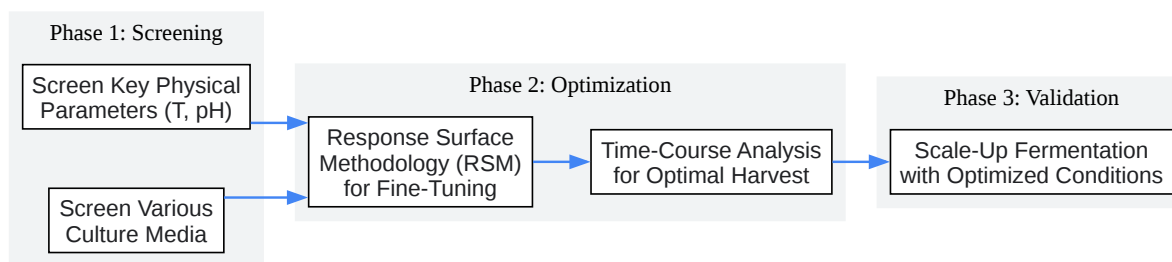 Phase 1: Screening
Screen Key Physical
Parameters (T, pH)
Screen Various
Culture Media
Phase 2: Optimization
Response Surface
Methodology (RSM)
for Fine-Tuning
Time-Course Analysis
for Optimal Harvest
Phase 3: Validation
Scale-Up Fermentation
with Optimized Conditions